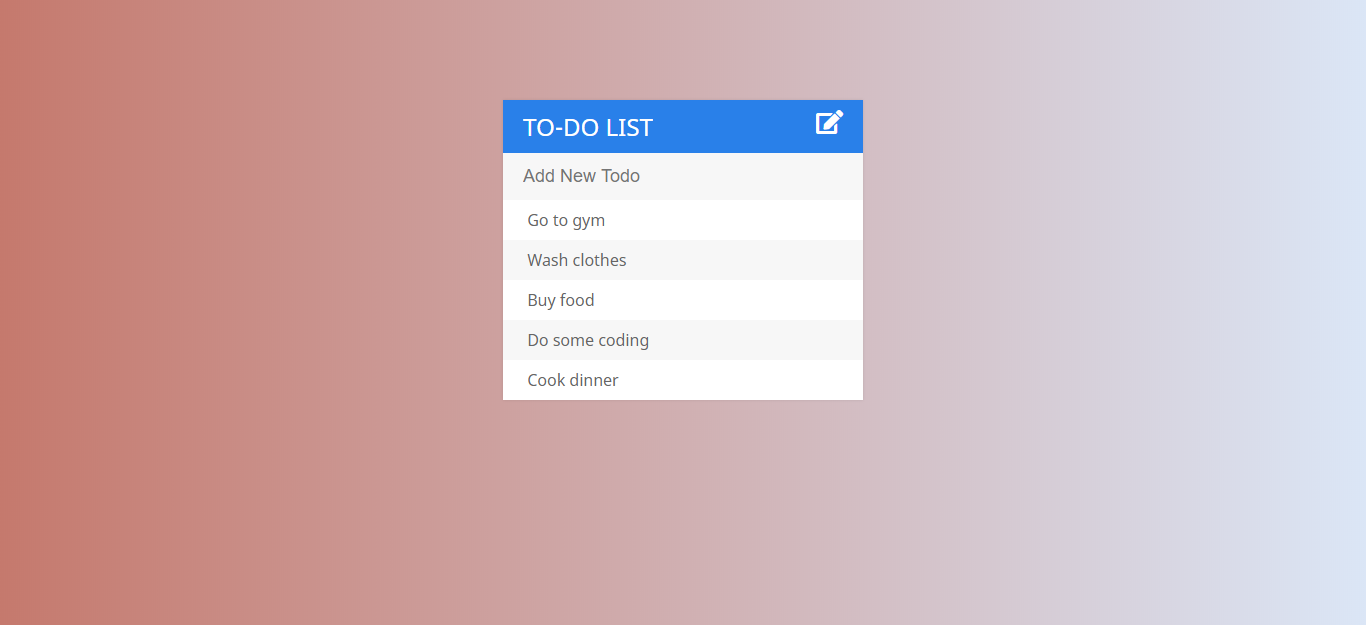 TO-DO LIST
Add New Todo
Go to gym
Wash clothes
Buy food
Do some coding
Cook dinner